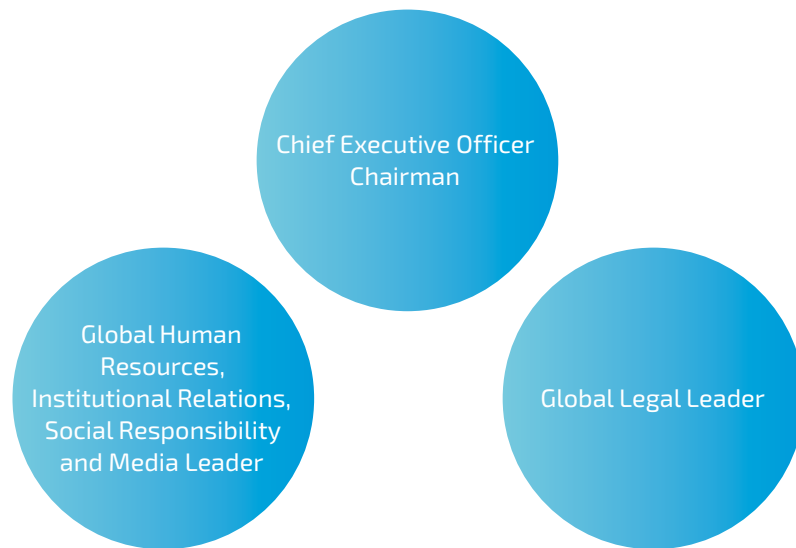 Chief Executive Officer
Chairman
Global Human
Resources,
Institutional Relations,
Social Responsibility
and Media Leader
Global Legal Leader